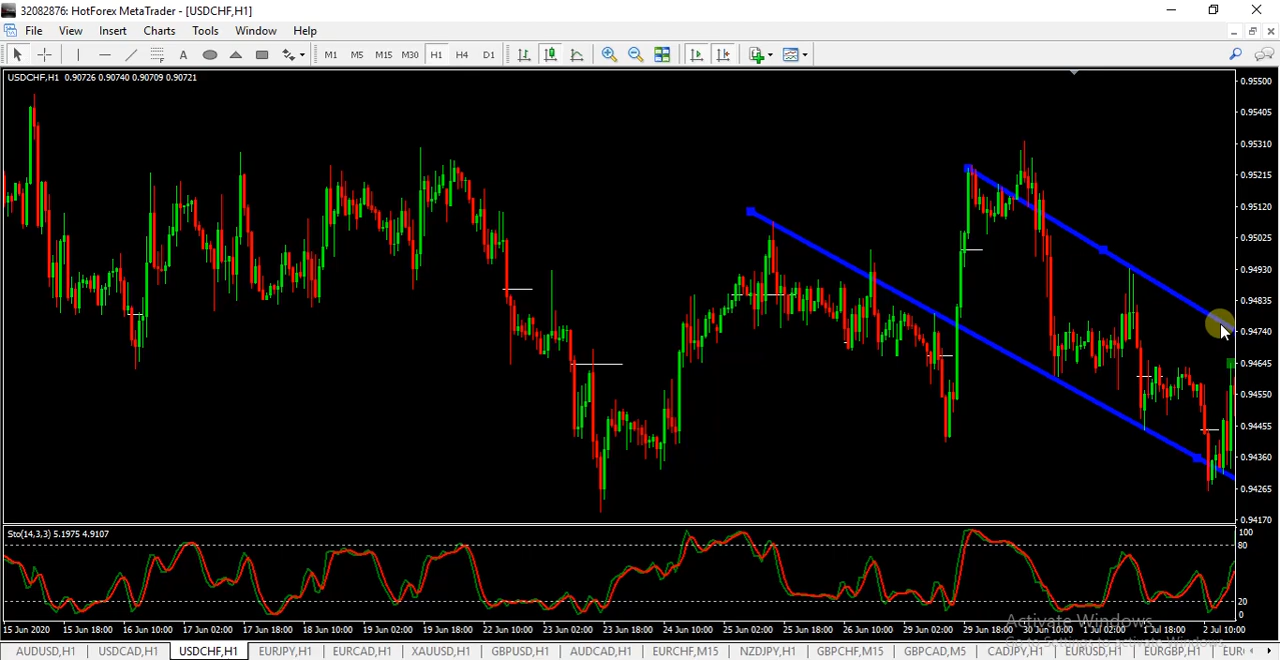 32082876: HotForex MetaTrader - [USDCHF,H1]
File View Insert Charts Tools Window Help
A M1 M5 M15 M30 H1 H4 D1
USDCHF,H1 0.90726 0.90740 0.90709 0.90721
0.95500
0.95405
0.95310
0.95215
0.95120
0.95025
0.94930
0.94835
0.94740
0.94645
0.94550
0.94455
0.94360
0.94265
0.94170
Sto(14,3,3) 5.1975 4.9107
100
80
20
0
Activate Windows
15 Jun 2020 15 Jun 18:00 16 Jun 10:00 17 Jun 02:00 17 Jun 18:00 18 Jun 10:00 19 Jun 02:00 19 Jun 18:00 22 Jun 10:00 23 Jun 02:00 23 Jun 18:00 24 Jun 10:00 25 Jun 02:00 25 Jun 18:00 26 Jun 10:00 29 Jun 02:00 29 Jun 18:00 30 Jun 10:00 1 Jul 02:00 1 Jul 18:00 2 Jul 10:00
AUDUSD,H1 USDCAD,H1 USDCHF,H1 EURJPY,H1 EURCAD,H1 XAUUSD,H1 GBPUSD,H1 AUDCAD,H1 EURCHF,M15 NZDJPY,H1 GBPCHF,M15 GBPCAD,M5 CADJPY,H1 EURUSD,H1 EURGBP,H1